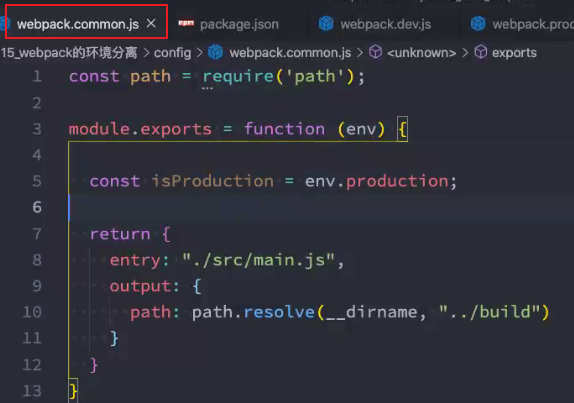 webpack.common.js × package.json webpack.dev.js webpack.prod
15_webpack的环境分离 > config > webpack.common.js > <unknown> > exports
1 const path = require('path');
2
3 module.exports = function (env) {
4
5 const isProduction = env.production;
6
7 return {
8 entry: "./src/main.js",
9 output: {
10 path: path.resolve(__dirname, "../build")
11 }
12 }
13 }